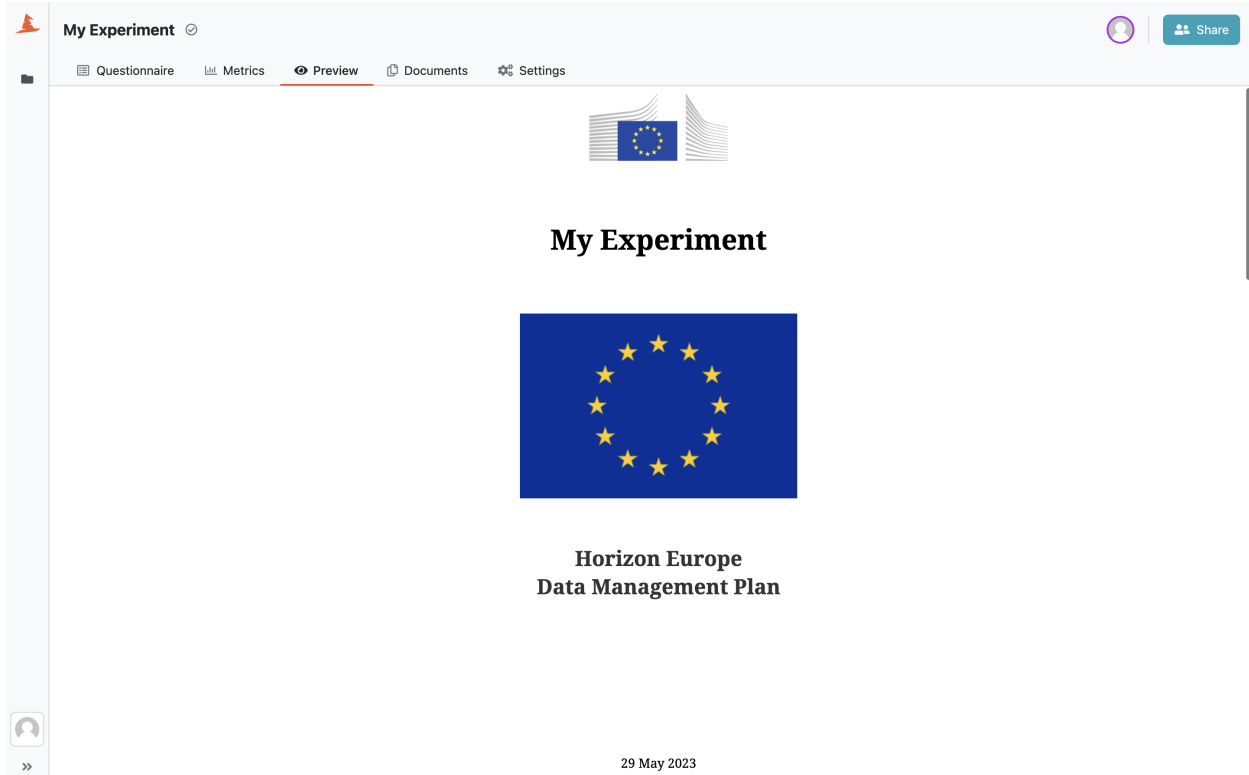 My Experiment
Share
Questionnaire
Metrics
Preview
Documents
Settings
My Experiment
Horizon Europe
Data Management Plan
29 May 2023